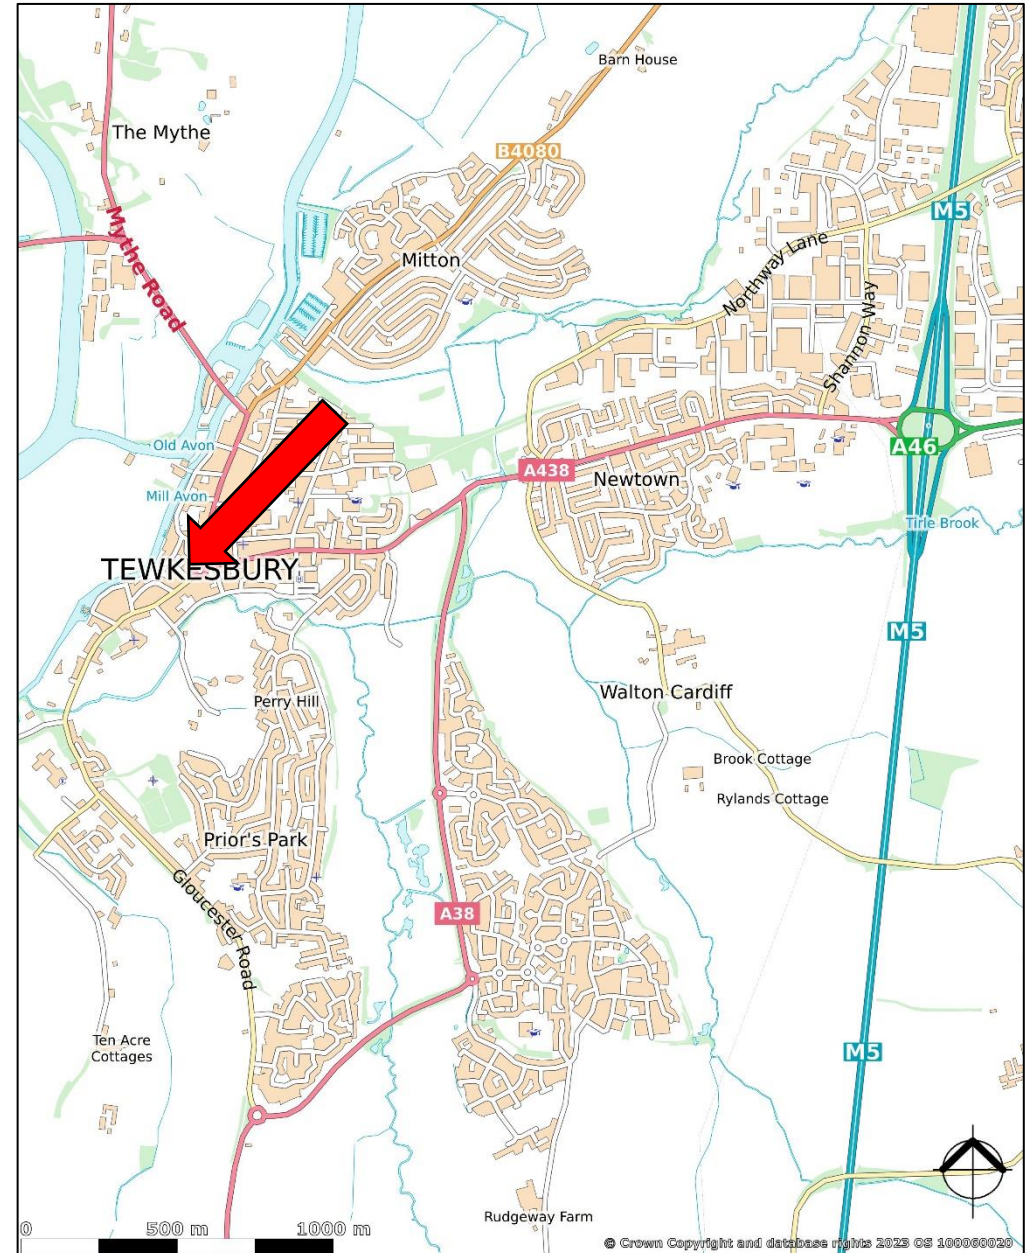 Barn House
The Mythe
B4080
M5
Mythe Road
Northway Lane
Mitton
Shannon Way
Old Avon
A46
A438
Newtown
Mill Avon
Tirle Brook
TEWKESBURY
M5
Walton Cardiff
Perry Hill
Brook Cottage
Rylands Cottage
Prior's Park
Gloucester Road
A38
Ten Acre
Cottages
M5
Rudgeway Farm
0 500 m 1000 m
© Crown Copyright and database rights 2023 OS 100060020